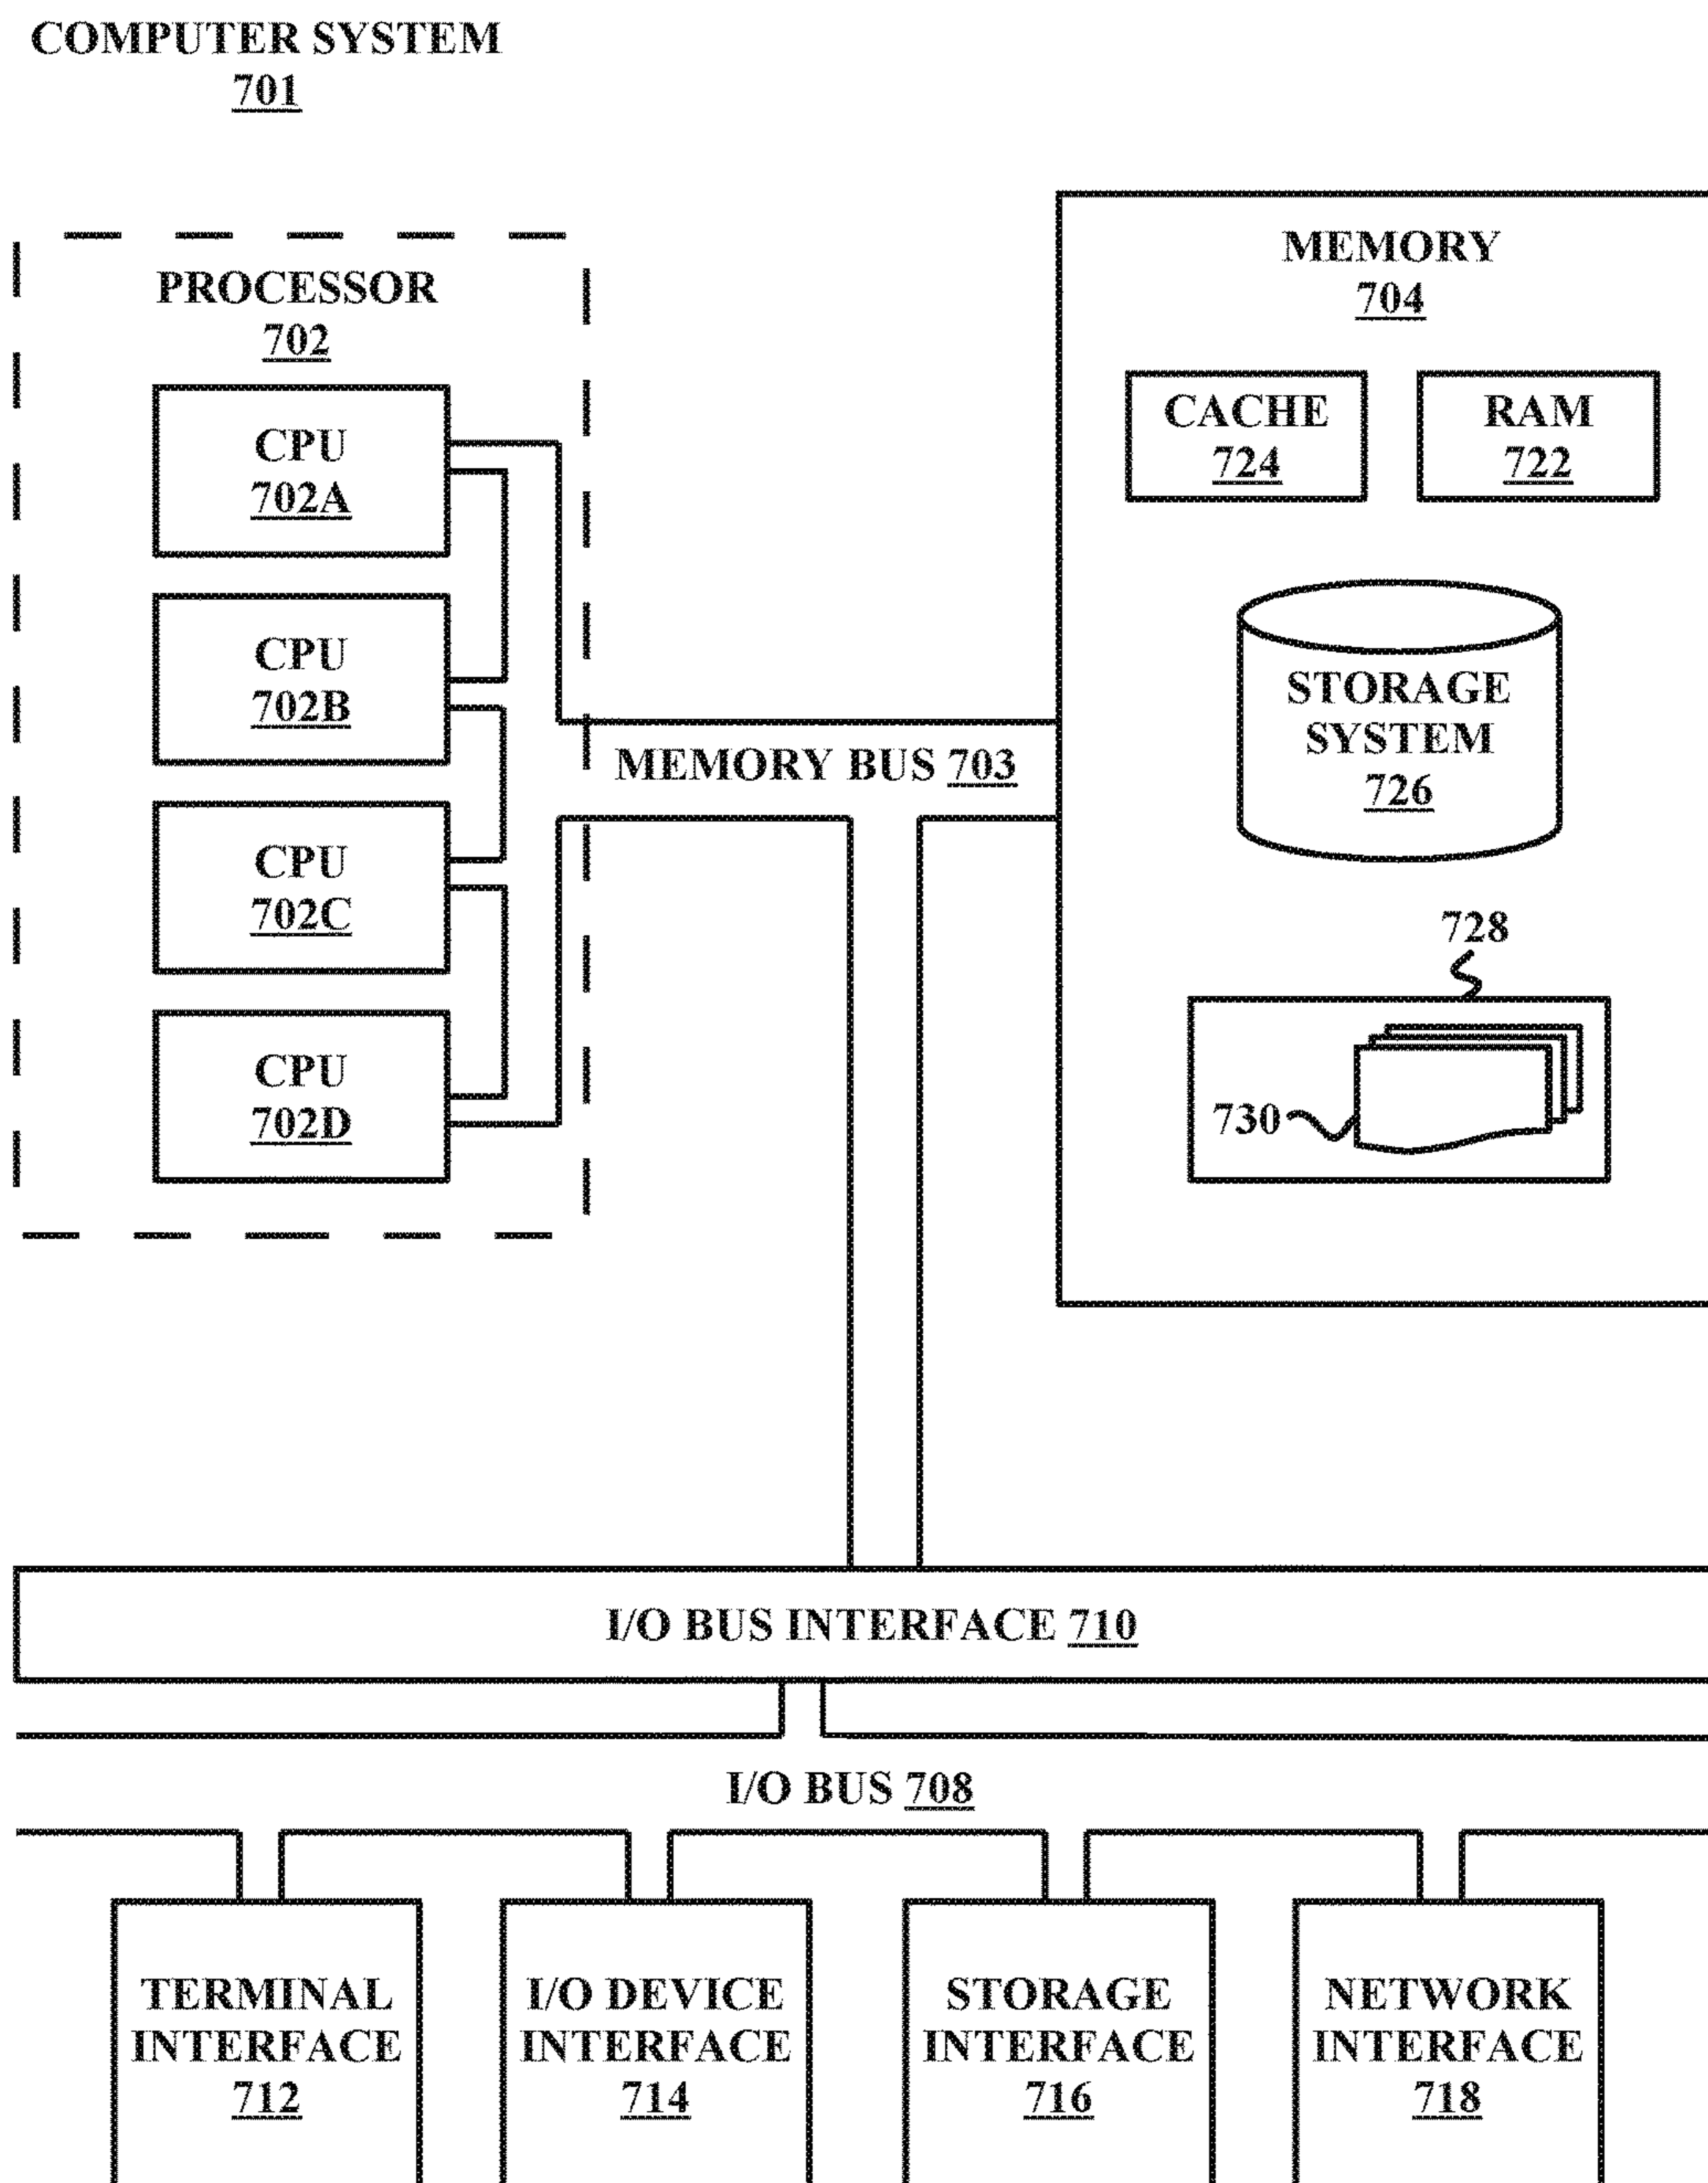 COMPUTER SYSTEM
701
PROCESSOR
702
CPU
702A
CPU
702B
CPU
702C
CPU
702D
MEMORY BUS 703
MEMORY
704
CACHE
724
RAM
722
STORAGE
SYSTEM
726
728
730
I/O BUS INTERFACE 710
I/O BUS 708
TERMINAL
INTERFACE
712
I/O DEVICE
INTERFACE
714
STORAGE
INTERFACE
716
NETWORK
INTERFACE
718